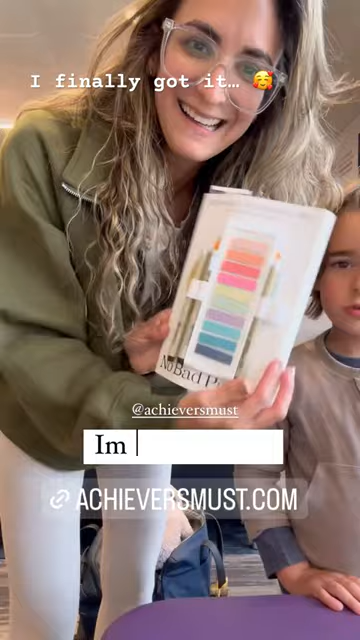 I finally got it… 🥰
No Bad P
@achieversmust
Im
ACHIEVERSMUST.COM